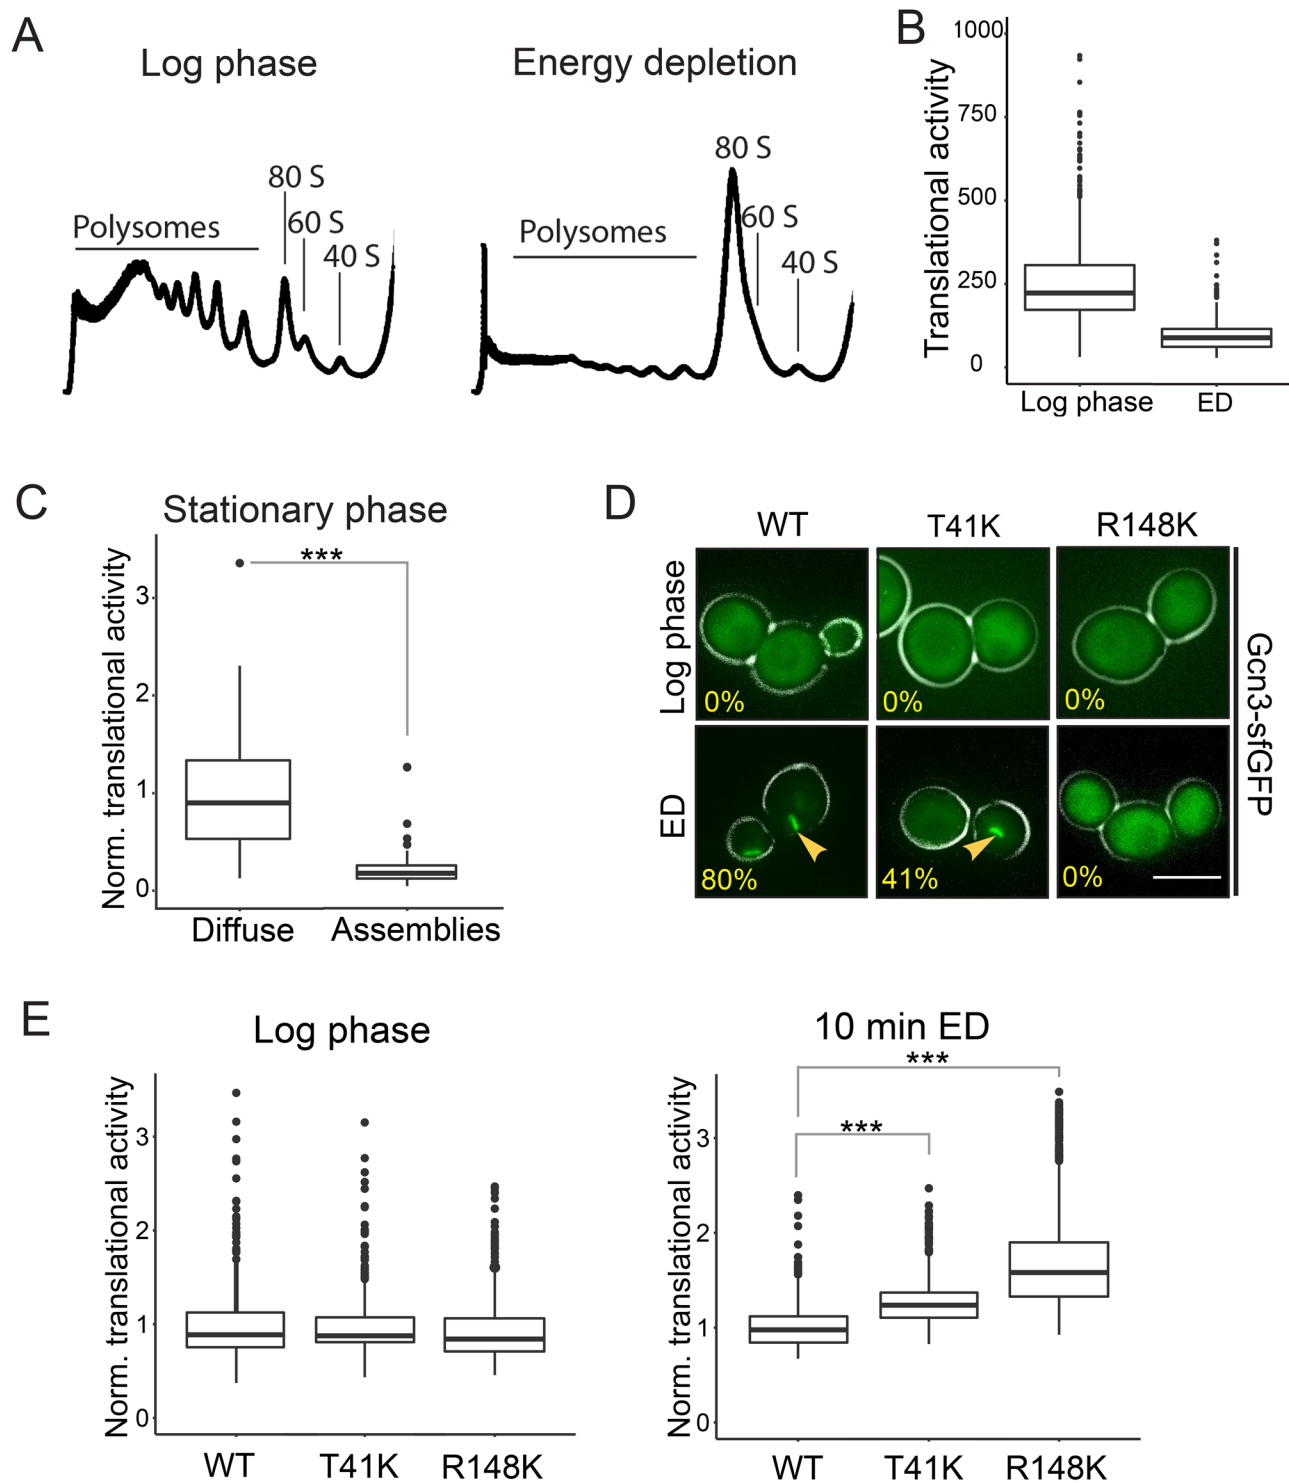 A
Log phase
Energy depletion
80 S
Polysomes
60 S
40 S
80 S
Polysomes
60 S
40 S
B
Translational activity
1000
750
500
250
0
Log phase
ED
C
Stationary phase
***
Norm. translational activity
3
2
1
0
Diffuse
Assemblies
D
WT
T41K
R148K
Log phase
0%
0%
0%
ED
80%
41%
0%
Gcn3-sfGFP
E
Log phase
Norm. translational activity
3
2
1
0
WT
T41K
R148K
10 min ED
***
***
Norm. translational activity
3
2
1
0
WT
T41K
R148K